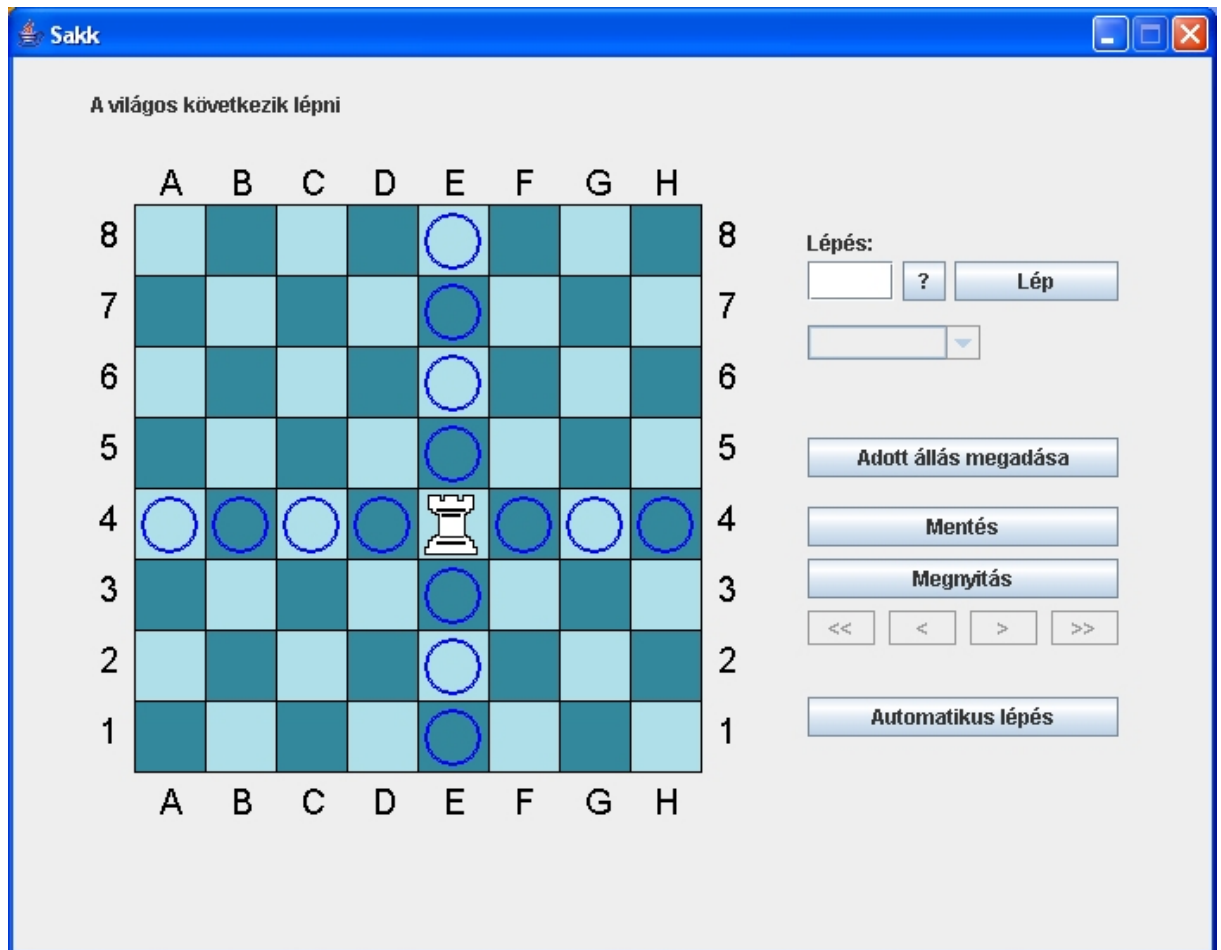 Sakk
A világos következik lépni
A B C D E F G H
8 8
7 7
6 6
5 5
4 4
3 3
2 2
1 1
A B C D E F G H
Lépés:
? Lép
Adott állás megadása
Mentés
Megnyitás
<< < > >>
Automatikus lépés